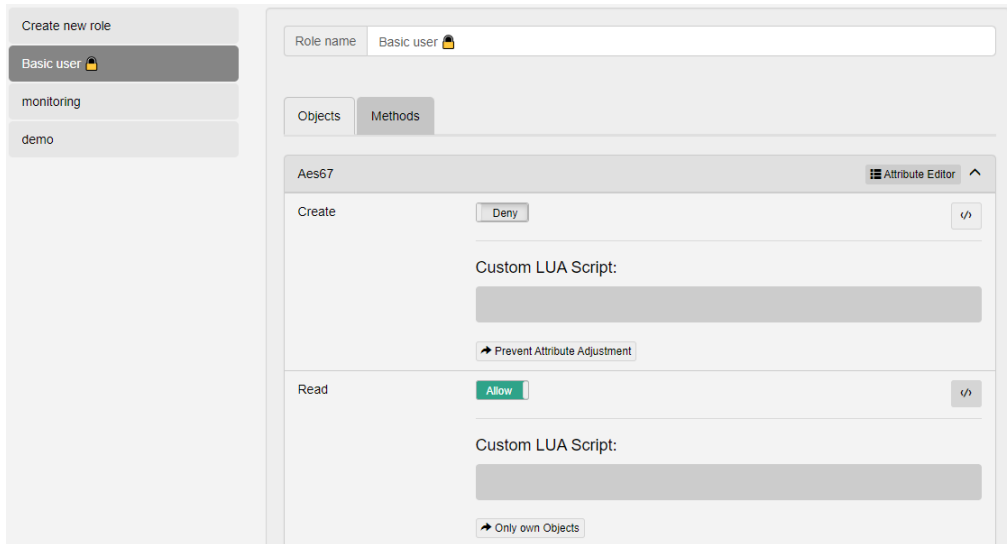 Create new role
Basic user 🔒
monitoring
demo
Role name Basic user 🔒
Objects Methods
Aes67 Attribute Editor
Create Deny </>
Custom LUA Script:
Prevent Attribute Adjustment
Read Allow </>
Custom LUA Script:
Only own Objects